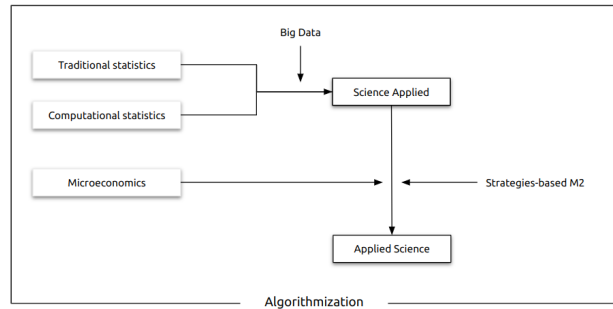 Big Data
Traditional statistics
Science Applied
Computational statistics
Microeconomics
Strategies-based M2
Applied Science
Algorithmization